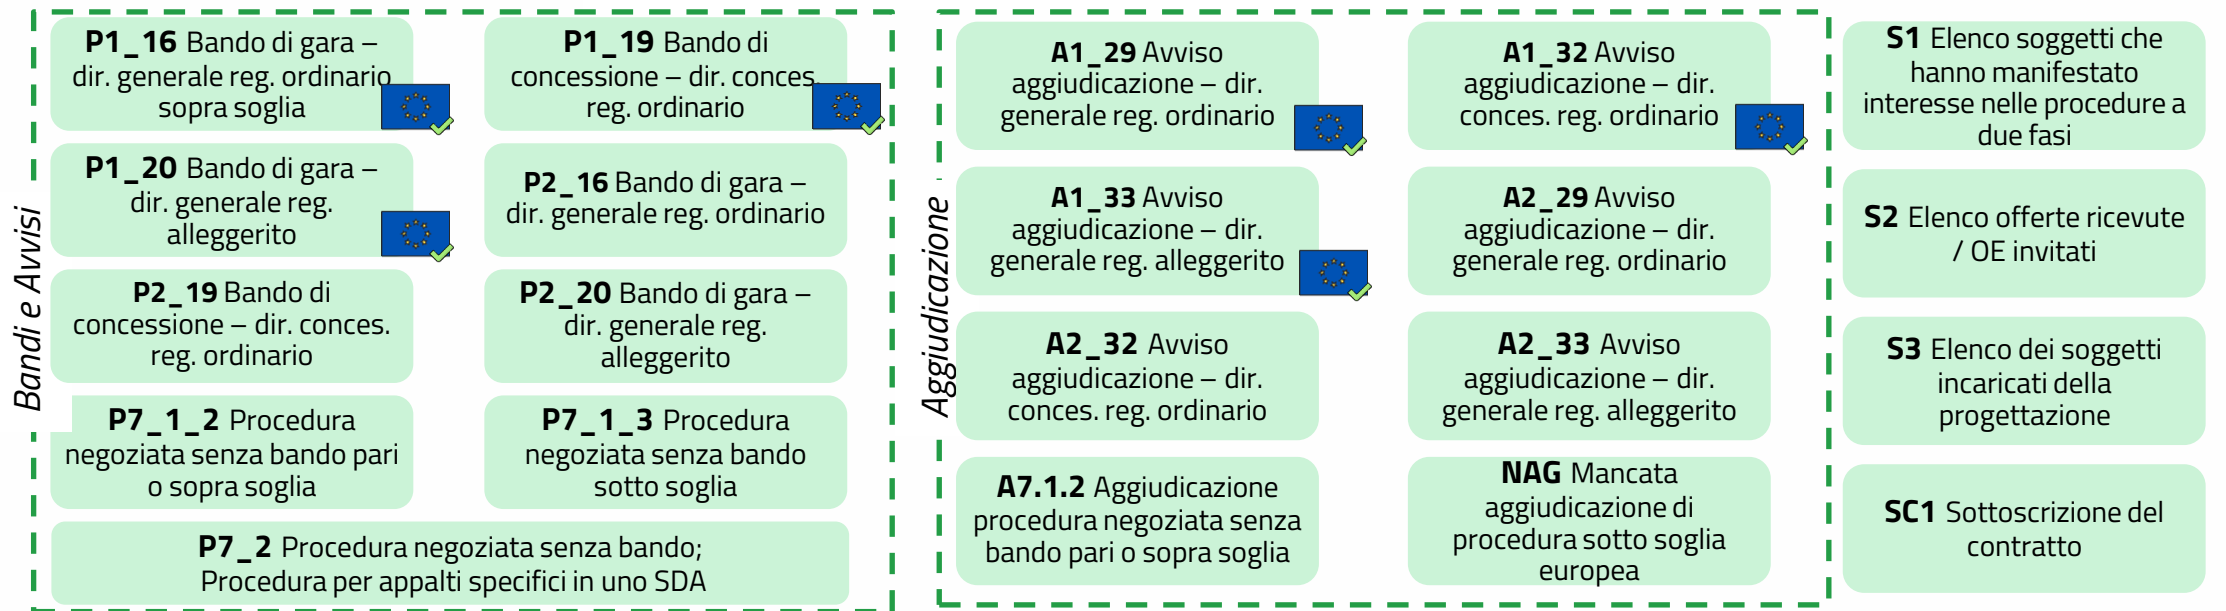 Bandi e Avvisi
P1_16 Bando di gara –
dir. generale reg. ordinario
sopra soglia
P1_19 Bando di
concessione – dir. conces.
reg. ordinario
P1_20 Bando di gara –
dir. generale reg.
alleggerito
P2_16 Bando di gara –
dir. generale reg. ordinario
P2_19 Bando di
concessione – dir. conces.
reg. ordinario
P2_20 Bando di gara –
dir. generale reg.
alleggerito
P7_1_2 Procedura
negoziata senza bando pari
o sopra soglia
P7_1_3 Procedura
negoziata senza bando
sotto soglia
P7_2 Procedura negoziata senza bando;
Procedura per appalti specifici in uno SDA
Aggiudicazione
A1_29 Avviso
aggiudicazione – dir.
generale reg. ordinario
A1_32 Avviso
aggiudicazione – dir.
conces. reg. ordinario
A1_33 Avviso
aggiudicazione – dir.
generale reg. alleggerito
A2_29 Avviso
aggiudicazione – dir.
generale reg. ordinario
A2_32 Avviso
aggiudicazione – dir.
conces. reg. ordinario
A2_33 Avviso
aggiudicazione – dir.
generale reg. alleggerito
A7.1.2 Aggiudicazione
procedura negoziata senza
bando pari o sopra soglia
NAG Mancata
aggiudicazione di
procedura sotto soglia
europea
S1 Elenco soggetti che
hanno manifestato
interesse nelle procedure a
due fasi
S2 Elenco offerte ricevute
/ OE invitati
S3 Elenco dei soggetti
incaricati della
progettazione
SC1 Sottoscrizione del
contratto